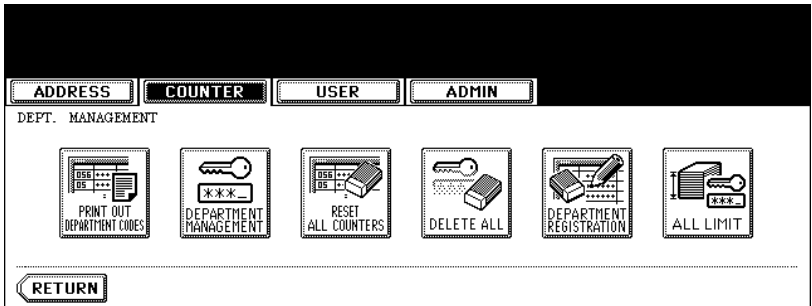 ADDRESS COUNTER USER ADMIN
DEPT. MANAGEMENT
056 +++
05 ++
PRINT OUT
DEPARTMENT CODES
***_
DEPARTMENT
MANAGEMENT
056 +++
05 ++
RESET
ALL COUNTERS
DELETE ALL
DEPARTMENT
REGISTRATION
***_
ALL LIMIT
RETURN